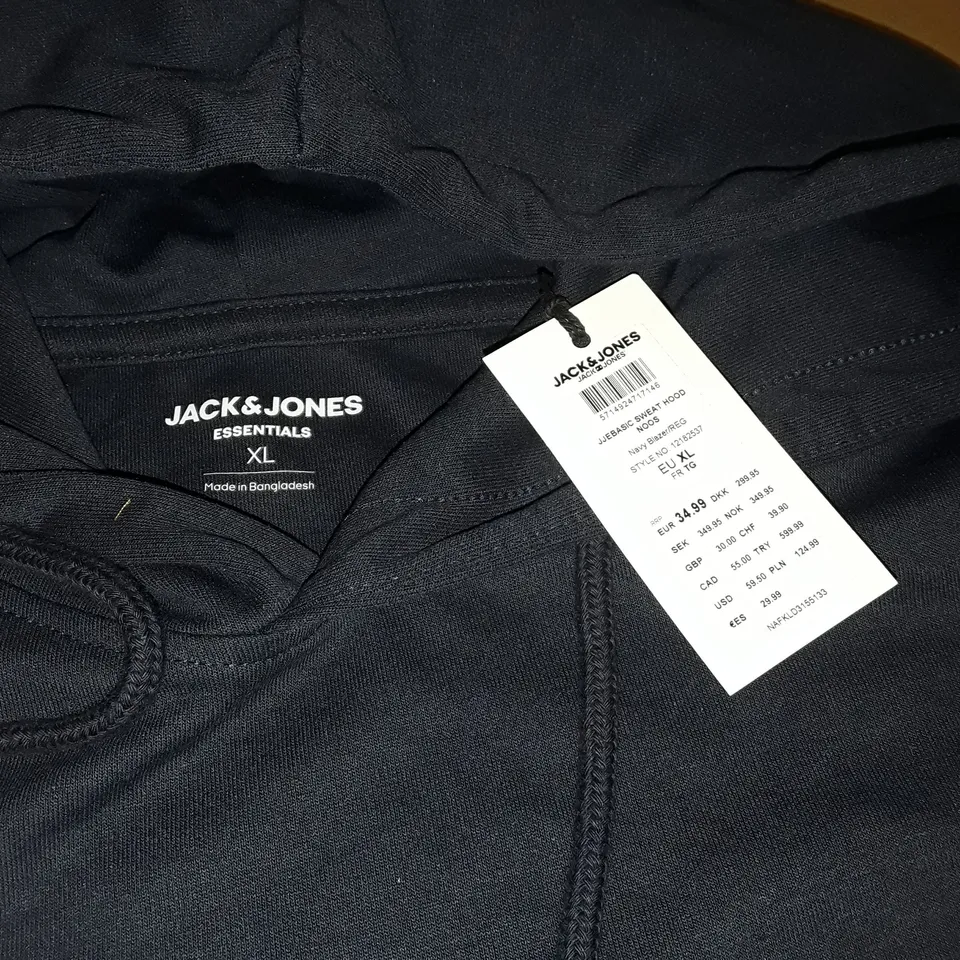 JACK&JONES
ESSENTIALS
XL
Made in Bangladesh
JACK&JONES
JACK&JONES
5714924717146
JJEBASIC SWEAT HOOD
NOOS
Navy Blazer/REG
STYLE NO. 12182537
EU XL
FR TG
RRP
EUR 34.99 DKK 299.95
SEK 349.95 NOK 349.95
GBP 30.00 CHF 39.90
CAD 55.00 TRY 599.99
USD 59.50 PLN 124.99
€ES 29.99
NAFKLD3155133